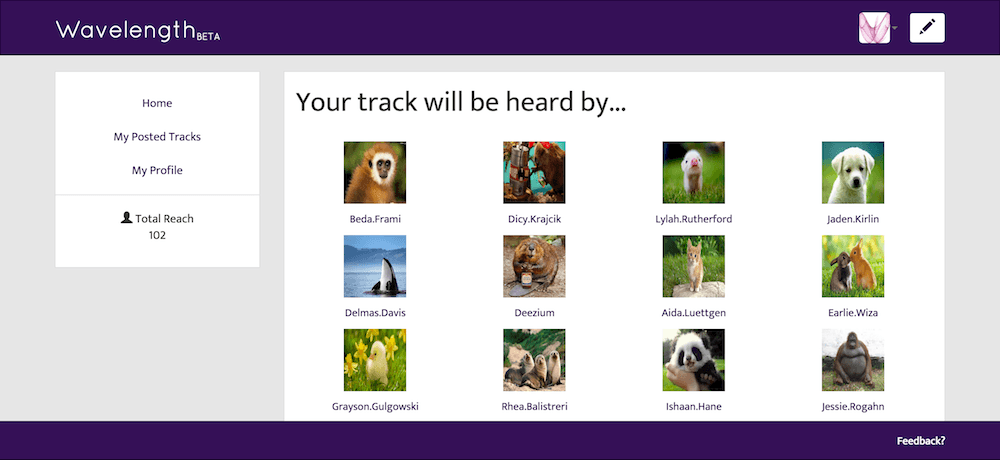 Wavelength BETA
Home
My Posted Tracks
My Profile
Total Reach
102
Your track will be heard by...
Beda.Frami
Dicy.Krajcik
Lylah.Rutherford
Jaden.Kirlin
Delmas.Davis
Deezium
Aida.Luettgen
Earlie.Wiza
Grayson.Gulgowski
Rhea.Balistreri
Ishaan.Hane
Jessie.Rogahn
Feedback?